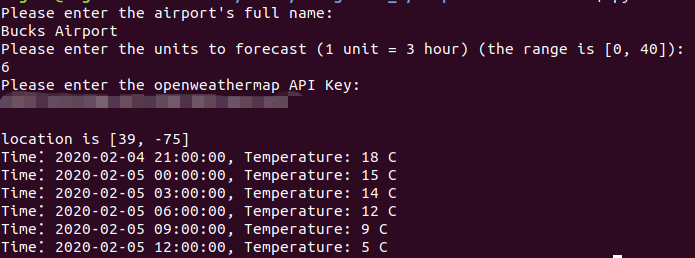 Please enter the airport's full name:
Bucks Airport
Please enter the units to forecast (1 unit = 3 hour) (the range is [0, 40]):
6
Please enter the openweathermap API Key:
location is [39, -75]
Time: 2020-02-04 21:00:00, Temperature: 18 C
Time: 2020-02-05 00:00:00, Temperature: 15 C
Time: 2020-02-05 03:00:00, Temperature: 14 C
Time: 2020-02-05 06:00:00, Temperature: 12 C
Time: 2020-02-05 09:00:00, Temperature: 9 C
Time: 2020-02-05 12:00:00, Temperature: 5 C